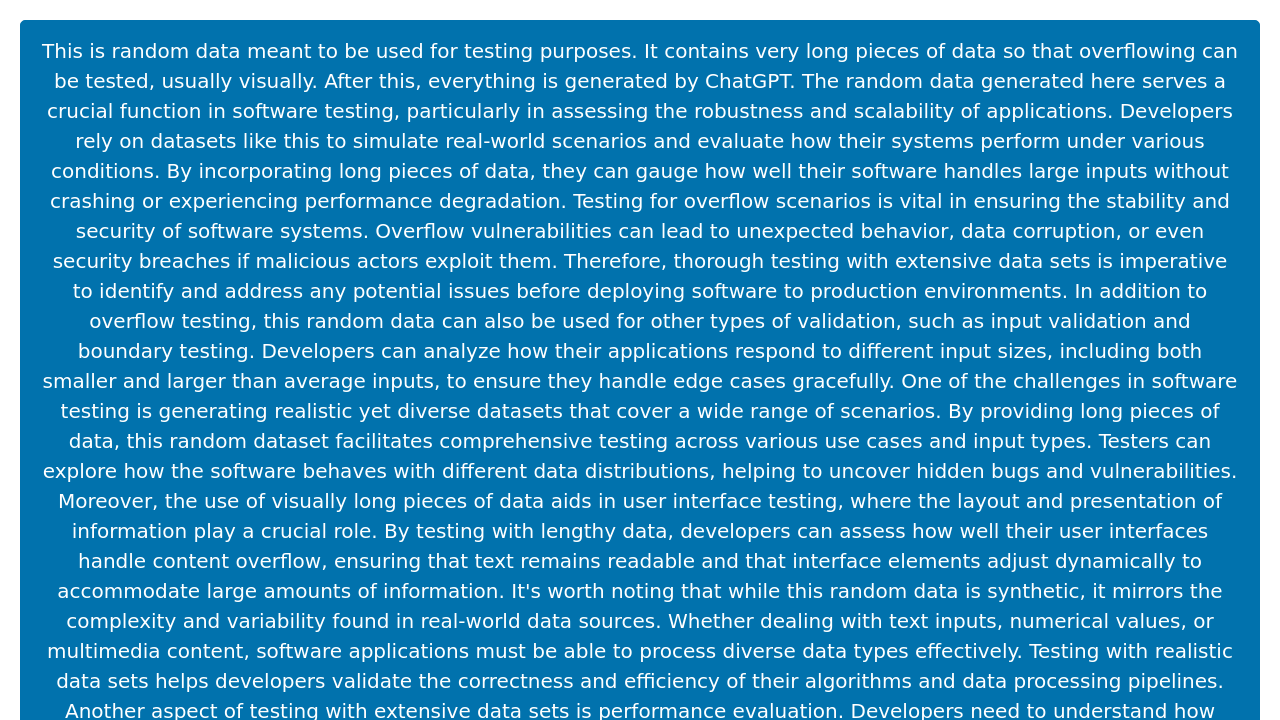 This is random data meant to be used for testing purposes. It contains very long pieces of data so that overflowing can
be tested, usually visually. After this, everything is generated by ChatGPT. The random data generated here serves a
crucial function in software testing, particularly in assessing the robustness and scalability of applications. Developers
rely on datasets like this to simulate real-world scenarios and evaluate how their systems perform under various
conditions. By incorporating long pieces of data, they can gauge how well their software handles large inputs without
crashing or experiencing performance degradation. Testing for overflow scenarios is vital in ensuring the stability and
security of software systems. Overflow vulnerabilities can lead to unexpected behavior, data corruption, or even
security breaches if malicious actors exploit them. Therefore, thorough testing with extensive data sets is imperative
to identify and address any potential issues before deploying software to production environments. In addition to
overflow testing, this random data can also be used for other types of validation, such as input validation and
boundary testing. Developers can analyze how their applications respond to different input sizes, including both
smaller and larger than average inputs, to ensure they handle edge cases gracefully. One of the challenges in software
testing is generating realistic yet diverse datasets that cover a wide range of scenarios. By providing long pieces of
data, this random dataset facilitates comprehensive testing across various use cases and input types. Testers can
explore how the software behaves with different data distributions, helping to uncover hidden bugs and vulnerabilities.
Moreover, the use of visually long pieces of data aids in user interface testing, where the layout and presentation of
information play a crucial role. By testing with lengthy data, developers can assess how well their user interfaces
handle content overflow, ensuring that text remains readable and that interface elements adjust dynamically to
accommodate large amounts of information. It's worth noting that while this random data is synthetic, it mirrors the
complexity and variability found in real-world data sources. Whether dealing with text inputs, numerical values, or
multimedia content, software applications must be able to process diverse data types effectively. Testing with realistic
data sets helps developers validate the correctness and efficiency of their algorithms and data processing pipelines.
Another aspect of testing with extensive data sets is performance evaluation. Developers need to understand how